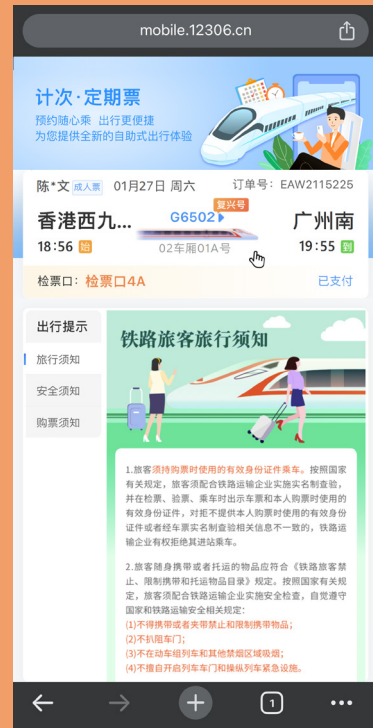 mobile.12306.cn
计次·定期票
预约随心乘 出行更便捷
为您提供全新的自助式出行体验
陈*文 成人票 01月27日 周六 订单号：EAW2115225
复兴号
香港西九... G6502 广州南
18:56 始 02车厢01A号 19:55 到
检票口：检票口4A 已支付
出行提示
旅行须知
安全须知
购票须知
铁路旅客旅行须知
1.旅客须持购票时使用的有效身份证件乘车。按照国家
有关规定，旅客须配合铁路运输企业实施实名制查验，
并在检票、验票、乘车时出示车票和本人购票时使用的
有效身份证件，对拒不提供本人购票时使用的有效身份
证件或者经车票实名制查验相关信息不一致的，铁路运
输企业有权拒绝其进站乘车。
2.旅客随身携带或者托运的物品应符合《铁路旅客禁
止、限制携带和托运物品目录》规定。按照国家有关规
定，旅客须配合铁路运输企业实施安全检查，自觉遵守
国家和铁路运输安全相关规定：
(1)不得携带或者夹带禁止和限制携带物品；
(2)不扒阻车门；
(3)不在动车组列车和其他禁烟区域吸烟；
(4)不擅自开启列车车门和操纵列车紧急设施。
1